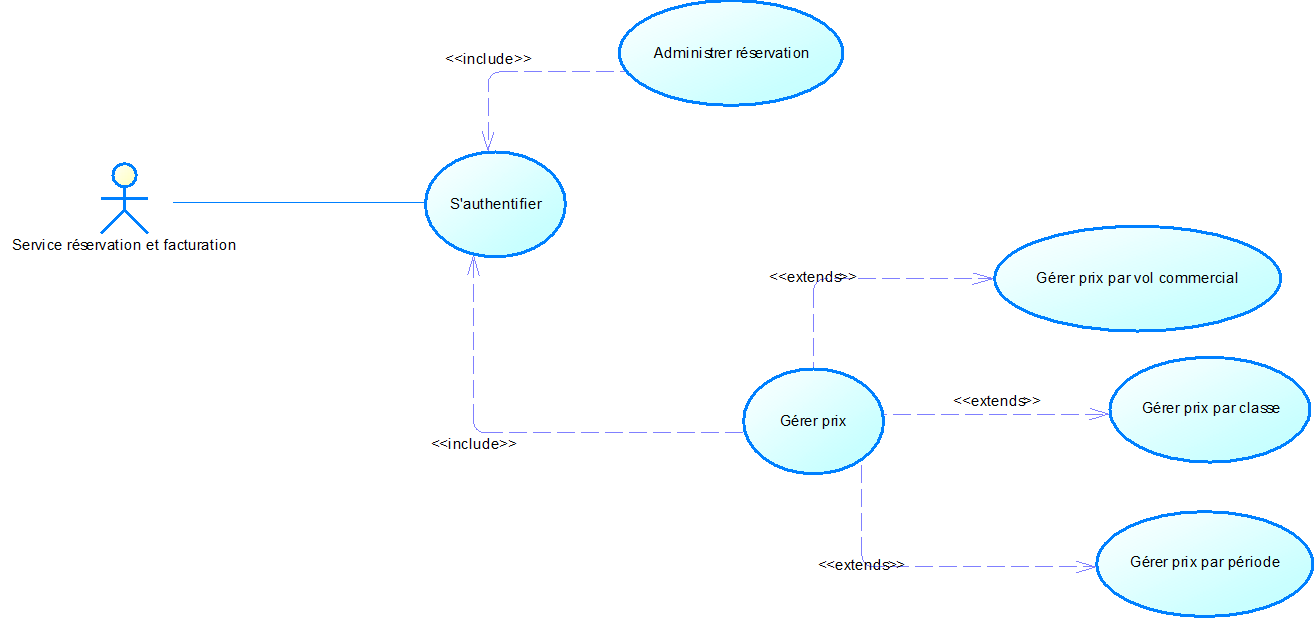 Administrer réservation
<<include>>
S'authentifier
Service réservation et facturation
<<extends>>
Gérer prix par vol commercial
<<extends>>
Gérer prix par classe
Gérer prix
<<include>>
<<extends>>
Gérer prix par période